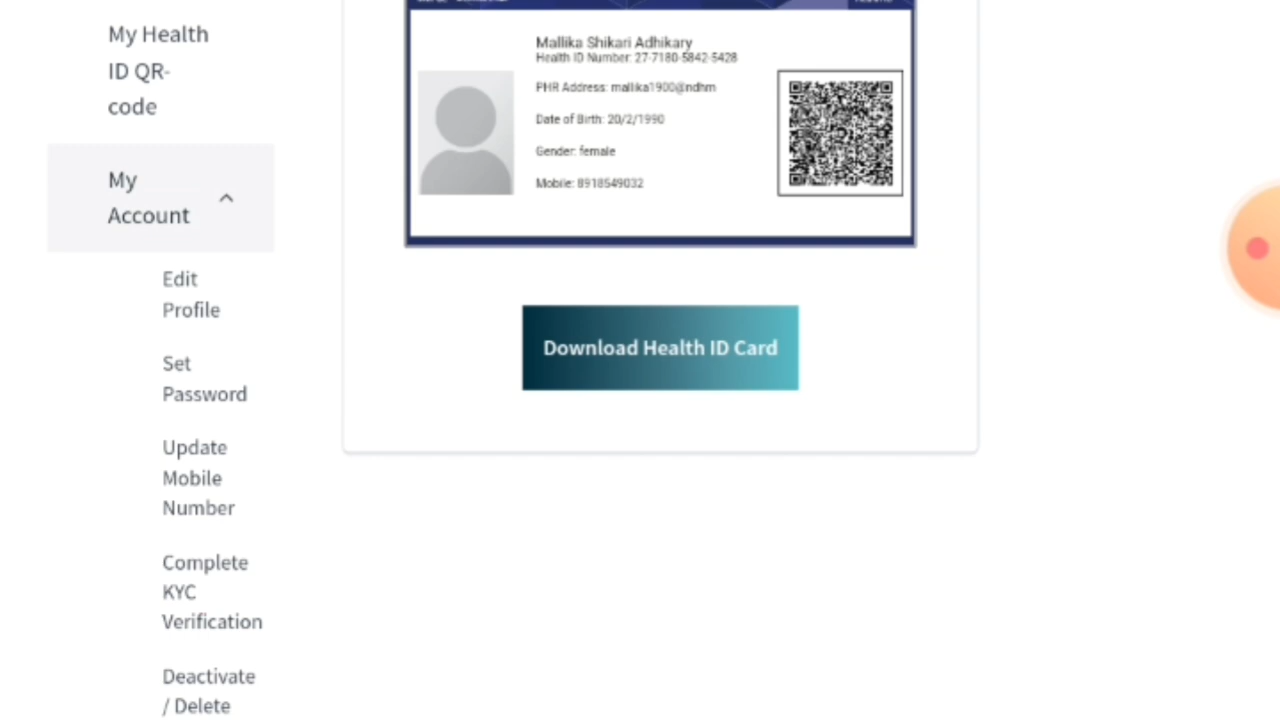 My Health
ID QR-
code
My
Account
Edit
Profile
Set
Password
Update
Mobile
Number
Complete
KYC
Verification
Deactivate
/ Delete
Mallika Shikari Adhikary
Health ID Number: 27-7180-5842-5428
PHR Address: mallika1900@ndhm
Date of Birth: 20/2/1990
Gender: female
Mobile: 8918549032
Download Health ID Card